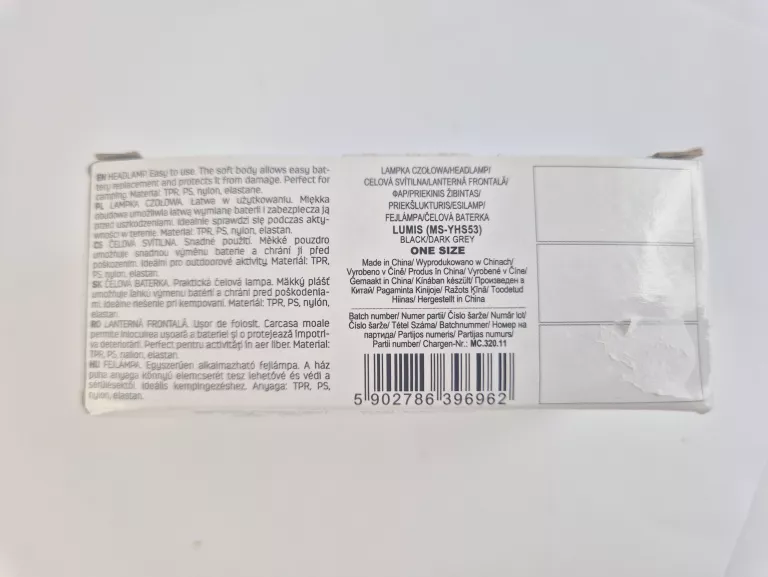 EN HEADLAMP. Easy to use. The soft body allows easy bat-
tery replacement and protects it from damage. Perfect for
camping. Material: TPR, PS, nylon, elastane.
PL LAMPKA CZOŁOWA. Łatwa w użytkowaniu. Miękka
obudowa umożliwia łatwą wymianę baterii i zabezpiecza ją
przed uszkodzeniami. Idealnie sprawdzi się podczas akty-
wności w terenie. Materiał: TPR, PS, nylon, elastan.
CS ČELOVÁ SVÍTILNA. Snadné použití. Měkké pouzdro
umožňuje snadnou výměnu baterie a chrání ji před
poškozením. Ideální pro outdoorové aktivity. Materiál: TPR,
PS, nylon, elastan.
SK ČELOVÁ BATERKA. Praktická čelová lampa. Mäkký plášť
umožňuje ľahkú výmenu batérií a chráni pred poškodenia-
mi. Ideálne riešenie pri kempovaní. Materiál: TPR, PS, nylón,
elastan.
RO LANTERNĂ FRONTALĂ. Ușor de folosit. Carcasa moale
permite înlocuirea ușoară a bateriei și o protejează împotri-
va deteriorării. Perfect pentru activități în aer liber. Material:
TPR, PS, nailon, elastan.
HU FEJLÁMPA. Egyszerűen alkalmazható fejlámpa. A ház
puha anyaga könnyű elemcserét tesz lehetővé és védi a
sérülésektől. Ideális kempingezéshez. Anyaga: TPR, PS,
nylon, elastan.
LAMPKA CZOŁOWA/HEADLAMP/
CELOVÁ SVÍTILNA/LANTERNĂ FRONTALĂ/
ФАР/PRIEKINIS ŽIBINTAS/
PRIEKŠLUKTURIS/ESILAMP/
FEJLÁMPA/ČELOVÁ BATERKA
LUMIS (MS-YHS53)
BLACK/DARK GREY
ONE SIZE
Made in China/ Wyprodukowano w Chinach/
Vyrobeno v Číně/ Produs în China/ Vyrobené v Číne/
Gemaakt in China/ Kínában készült/ Произведен в
Китай/ Pagaminta Kinijoje/ Ražots Ķīnā/ Toodetud
Hiinas/ Hergestellt in China
Batch number/ Numer partii/ Číslo šarže/ Număr lot/
Číslo šarže/ Tétel Száma/ Batchnummer/ Номер на
партида/ Partijos numeris/ Partijas numurs/
Partii number/ Chargen-Nr.: MC.320.11
5 902786 396962